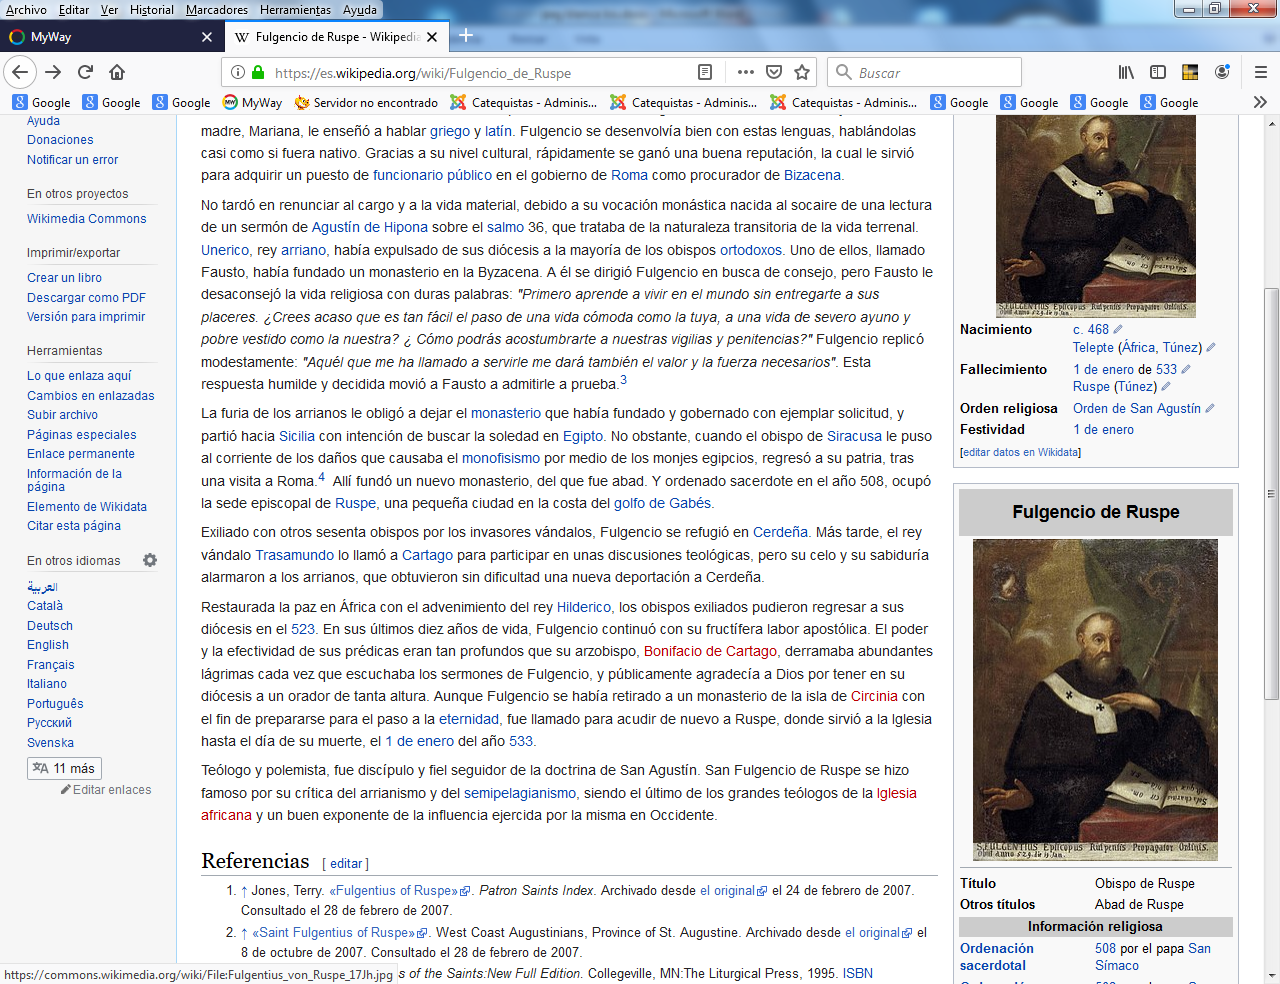 Archivo Editar Ver Historial Marcadores Herramientas Ayuda
MyWay
Fulgencio de Ruspe - Wikipedia
https://es.wikipedia.org/wiki/Fulgencio_de_Ruspe
Buscar
Google Google Google MyWay Servidor no encontrado Catequistas - Adminis... Catequistas - Adminis... Catequistas - Adminis... Google Google Google Google
Ayuda
Donaciones
Notificar un error
En otros proyectos
Wikimedia Commons
Imprimir/exportar
Crear un libro
Descargar como PDF
Versión para imprimir
Herramientas
Lo que enlaza aquí
Cambios en enlazadas
Subir archivo
Páginas especiales
Enlace permanente
Información de la
página
Elemento de Wikidata
Citar esta página
En otros idiomas
العربية
Català
Deutsch
English
Français
Italiano
Português
Русский
Svenska
11 más
Editar enlaces
madre, Mariana, le enseñó a hablar griego y latín. Fulgencio se desenvolvía bien con estas lenguas, hablándolas
casi como si fuera nativo. Gracias a su nivel cultural, rápidamente se ganó una buena reputación, la cual le sirvió
para adquirir un puesto de funcionario público en el gobierno de Roma como procurador de Bizacena.
No tardó en renunciar al cargo y a la vida material, debido a su vocación monástica nacida al socaire de una lectura
de un sermón de Agustín de Hipona sobre el salmo 36, que trataba de la naturaleza transitoria de la vida terrenal.
Unerico, rey arriano, había expulsado de sus diócesis a la mayoría de los obispos ortodoxos. Uno de ellos, llamado
Fausto, había fundado un monasterio en la Byzacena. A él se dirigió Fulgencio en busca de consejo, pero Fausto le
desaconsejó la vida religiosa con duras palabras: "Primero aprende a vivir en el mundo sin entregarte a sus
placeres. ¿Crees acaso que es tan fácil el paso de una vida cómoda como la tuya, a una vida de severo ayuno y
pobre vestido como la nuestra? ¿ Cómo podrás acostumbrarte a nuestras vigilias y penitencias?" Fulgencio replicó
modestamente: "Aquél que me ha llamado a servirle me dará también el valor y la fuerza necesarios". Esta
respuesta humilde y decidida movió a Fausto a admitirle a prueba.3
La furia de los arrianos le obligó a dejar el monasterio que había fundado y gobernado con ejemplar solicitud, y
partió hacia Sicilia con intención de buscar la soledad en Egipto. No obstante, cuando el obispo de Siracusa le puso
al corriente de los daños que causaba el monofisismo por medio de los monjes egipcios, regresó a su patria, tras
una visita a Roma.4 Allí fundó un nuevo monasterio, del que fue abad. Y ordenado sacerdote en el año 508, ocupó
la sede episcopal de Ruspe, una pequeña ciudad en la costa del golfo de Gabés.
Exiliado con otros sesenta obispos por los invasores vándalos, Fulgencio se refugió en Cerdeña. Más tarde, el rey
vándalo Trasamundo lo llamó a Cartago para participar en unas discusiones teológicas, pero su celo y su sabiduría
alarmaron a los arrianos, que obtuvieron sin dificultad una nueva deportación a Cerdeña.
Restaurada la paz en África con el advenimiento del rey Hilderico, los obispos exiliados pudieron regresar a sus
diócesis en el 523. En sus últimos diez años de vida, Fulgencio continuó con su fructífera labor apostólica. El poder
y la efectividad de sus prédicas eran tan profundos que su arzobispo, Bonifacio de Cartago, derramaba abundantes
lágrimas cada vez que escuchaba los sermones de Fulgencio, y públicamente agradecía a Dios por tener en su
diócesis a un orador de tanta altura. Aunque Fulgencio se había retirado a un monasterio de la isla de Circinia con
el fin de prepararse para el paso a la eternidad, fue llamado para acudir de nuevo a Ruspe, donde sirvió a la Iglesia
hasta el día de su muerte, el 1 de enero del año 533.
Teólogo y polemista, fue discípulo y fiel seguidor de la doctrina de San Agustín. San Fulgencio de Ruspe se hizo
famoso por su crítica del arrianismo y del semipelagianismo, siendo el último de los grandes teólogos de la Iglesia
africana y un buen exponente de la influencia ejercida por la misma en Occidente.
Referencias [ editar ]
1. ↑ Jones, Terry. «Fulgentius of Ruspe». Patron Saints Index. Archivado desde el original el 24 de febrero de 2007.
Consultado el 28 de febrero de 2007.
2. ↑ «Saint Fulgentius of Ruspe». West Coast Augustinians, Province of St. Augustine. Archivado desde el original el
8 de octubre de 2007. Consultado el 28 de febrero de 2007.
s of the Saints:New Full Edition. Collegeville, MN:The Liturgical Press, 1995. ISBN
https://commons.wikimedia.org/wiki/File:Fulgentius_von_Ruspe_17Jh.jpg
S. FULGENTIUS Episcopus Ruspensis Propagator Ordinis.
Nacimiento c. 468
Telepte (África, Túnez)
Fallecimiento 1 de enero de 533
Ruspe (Túnez)
Orden religiosa Orden de San Agustín
Festividad 1 de enero
[editar datos en Wikidata]
Fulgencio de Ruspe
S. FULGENTIUS Episcopus Ruspensis Propagator Ordinis.
Obiit anno 529. die 19. Jan.
Título Obispo de Ruspe
Otros títulos Abad de Ruspe
Información religiosa
Ordenación 508 por el papa San
sacerdotal Símaco